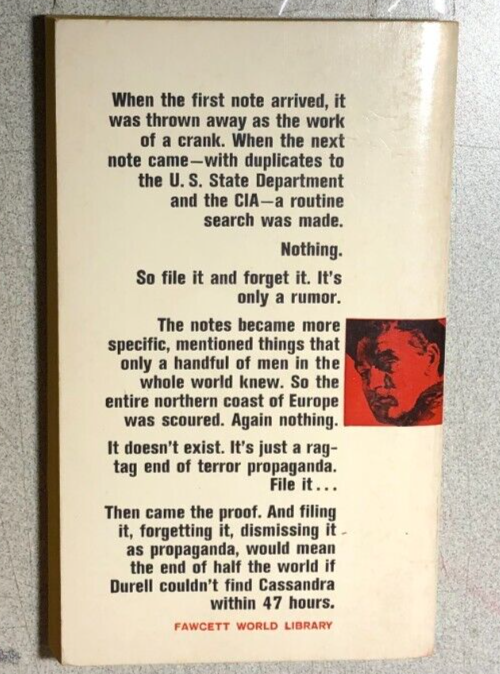 When the first note arrived, it
was thrown away as the work
of a crank. When the next
note came—with duplicates to
the U. S. State Department
and the CIA—a routine
search was made.
Nothing.
So file it and forget it. It's
only a rumor.
The notes became more
specific, mentioned things that
only a handful of men in the
whole world knew. So the
entire northern coast of Europe
was scoured. Again nothing.
It doesn't exist. It's just a rag-
tag end of terror propaganda.
File it...
Then came the proof. And filing
it, forgetting it, dismissing it
as propaganda, would mean
the end of half the world if
Durell couldn't find Cassandra
within 47 hours.
FAWCETT WORLD LIBRARY